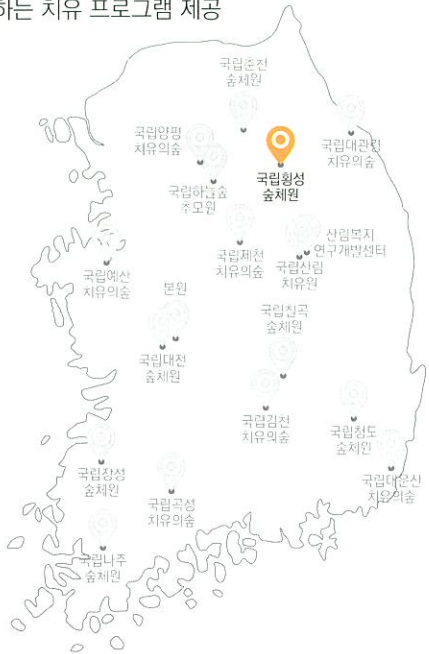 하는 치유 프로그램 제공
국립춘천
숲체원
국립양평
치유의숲
국립대관령
치유의숲
국립횡성
숲체원
국립하늘숲
추모원
산림복지
연구개발센터
국립제천
치유의숲
국립산림
치유원
국립예산
치유의숲
본원
국립칠곡
숲체원
국립대전
숲체원
국립김천
치유의숲
국립청도
숲체원
국립장성
숲체원
국립대운산
치유의숲
국립곡성
치유의숲
국립나주
숲체원